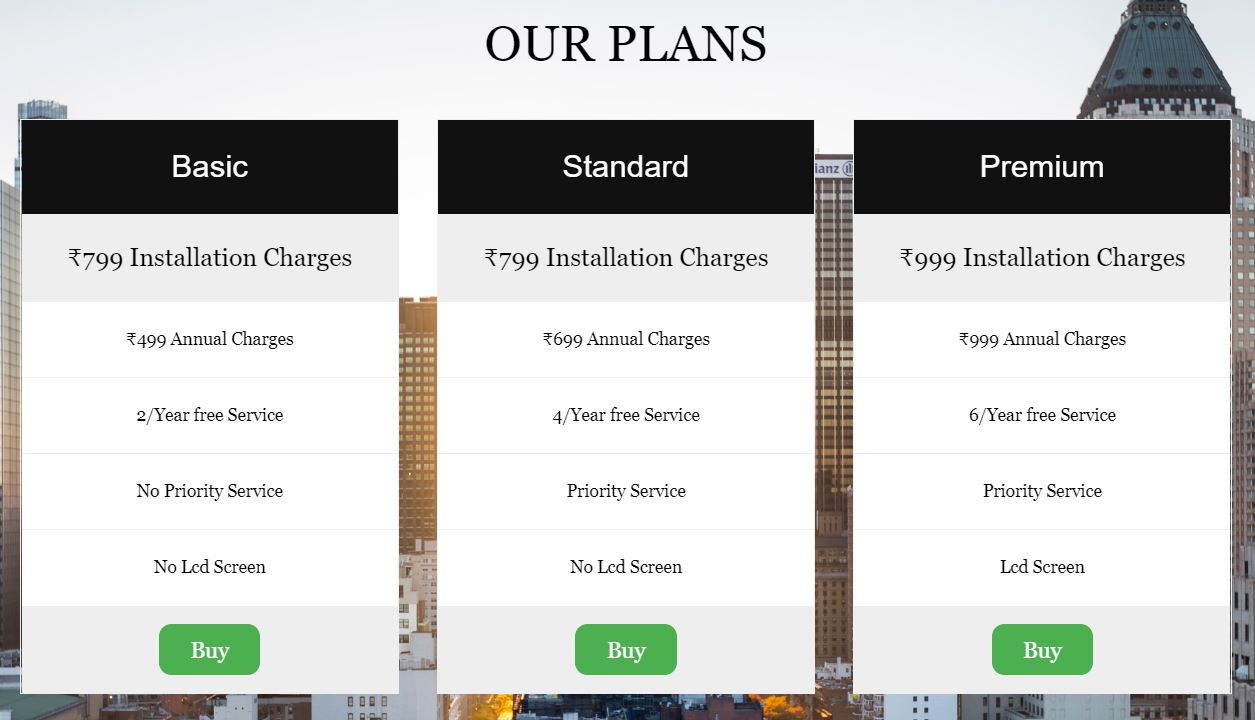 OUR PLANS
Basic
₹799 Installation Charges
₹499 Annual Charges
2/Year free Service
No Priority Service
No Lcd Screen
Buy
Standard
₹799 Installation Charges
₹699 Annual Charges
4/Year free Service
Priority Service
No Lcd Screen
Buy
ianz
Premium
₹999 Installation Charges
₹999 Annual Charges
6/Year free Service
Priority Service
Lcd Screen
Buy